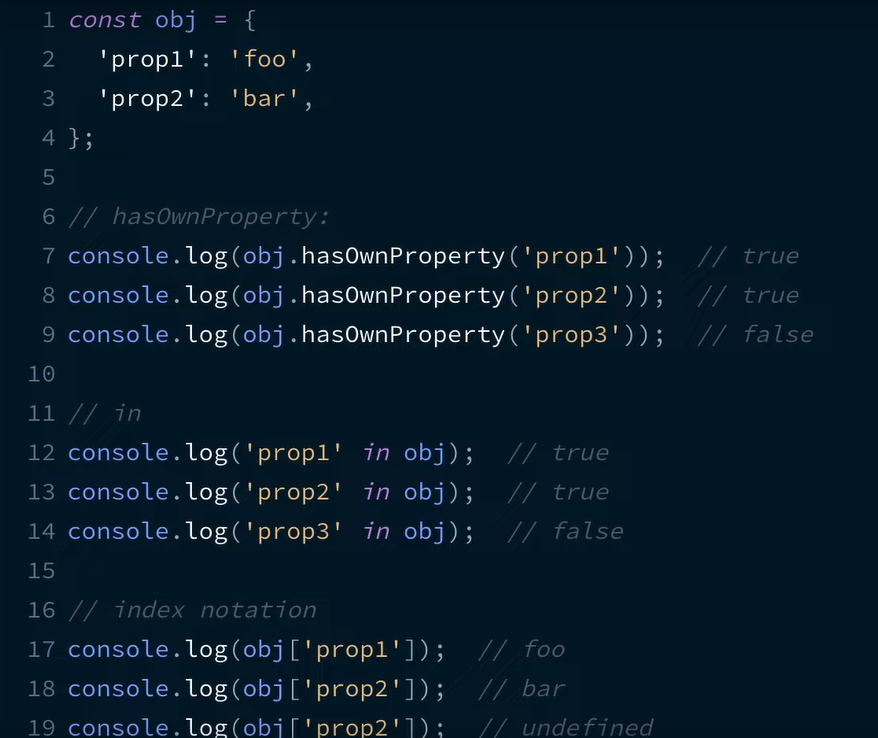 1 const obj = {
2   'prop1': 'foo',
3   'prop2': 'bar',
4 };
5
6 // hasOwnProperty:
7 console.log(obj.hasOwnProperty('prop1'));  // true
8 console.log(obj.hasOwnProperty('prop2'));  // true
9 console.log(obj.hasOwnProperty('prop3'));  // false
10
11 // in
12 console.log('prop1' in obj);  // true
13 console.log('prop2' in obj);  // true
14 console.log('prop3' in obj);  // false
15
16 // index notation
17 console.log(obj['prop1']);  // foo
18 console.log(obj['prop2']);  // bar
19 console.log(obj['prop2']);  // undefined